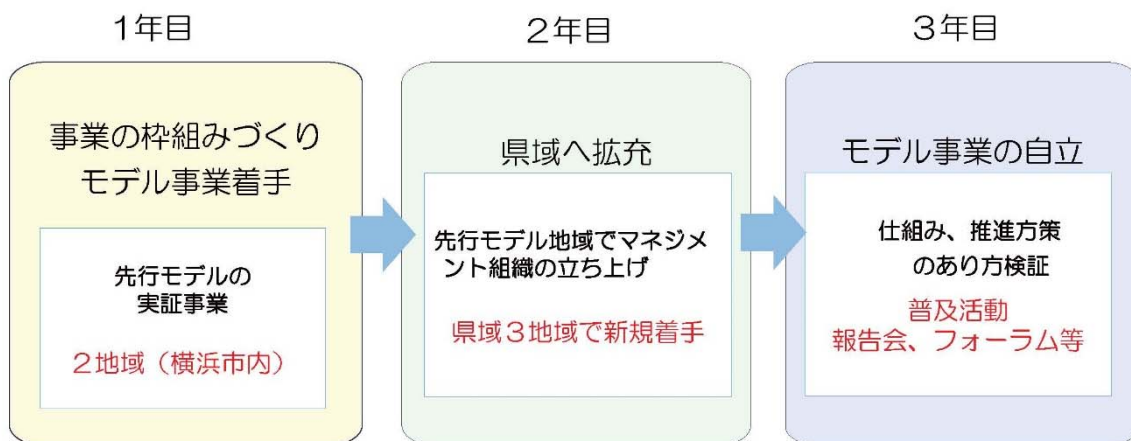 1年目
事業の枠組みづくり
モデル事業着手
先行モデルの
実証事業
2地域（横浜市内）
2年目
県域へ拡充
先行モデル地域でマネジメ
ント組織の立ち上げ
県域3地域で新規着手
3年目
モデル事業の自立
仕組み、推進方策
のあり方検証
普及活動
報告会、フォーラム等